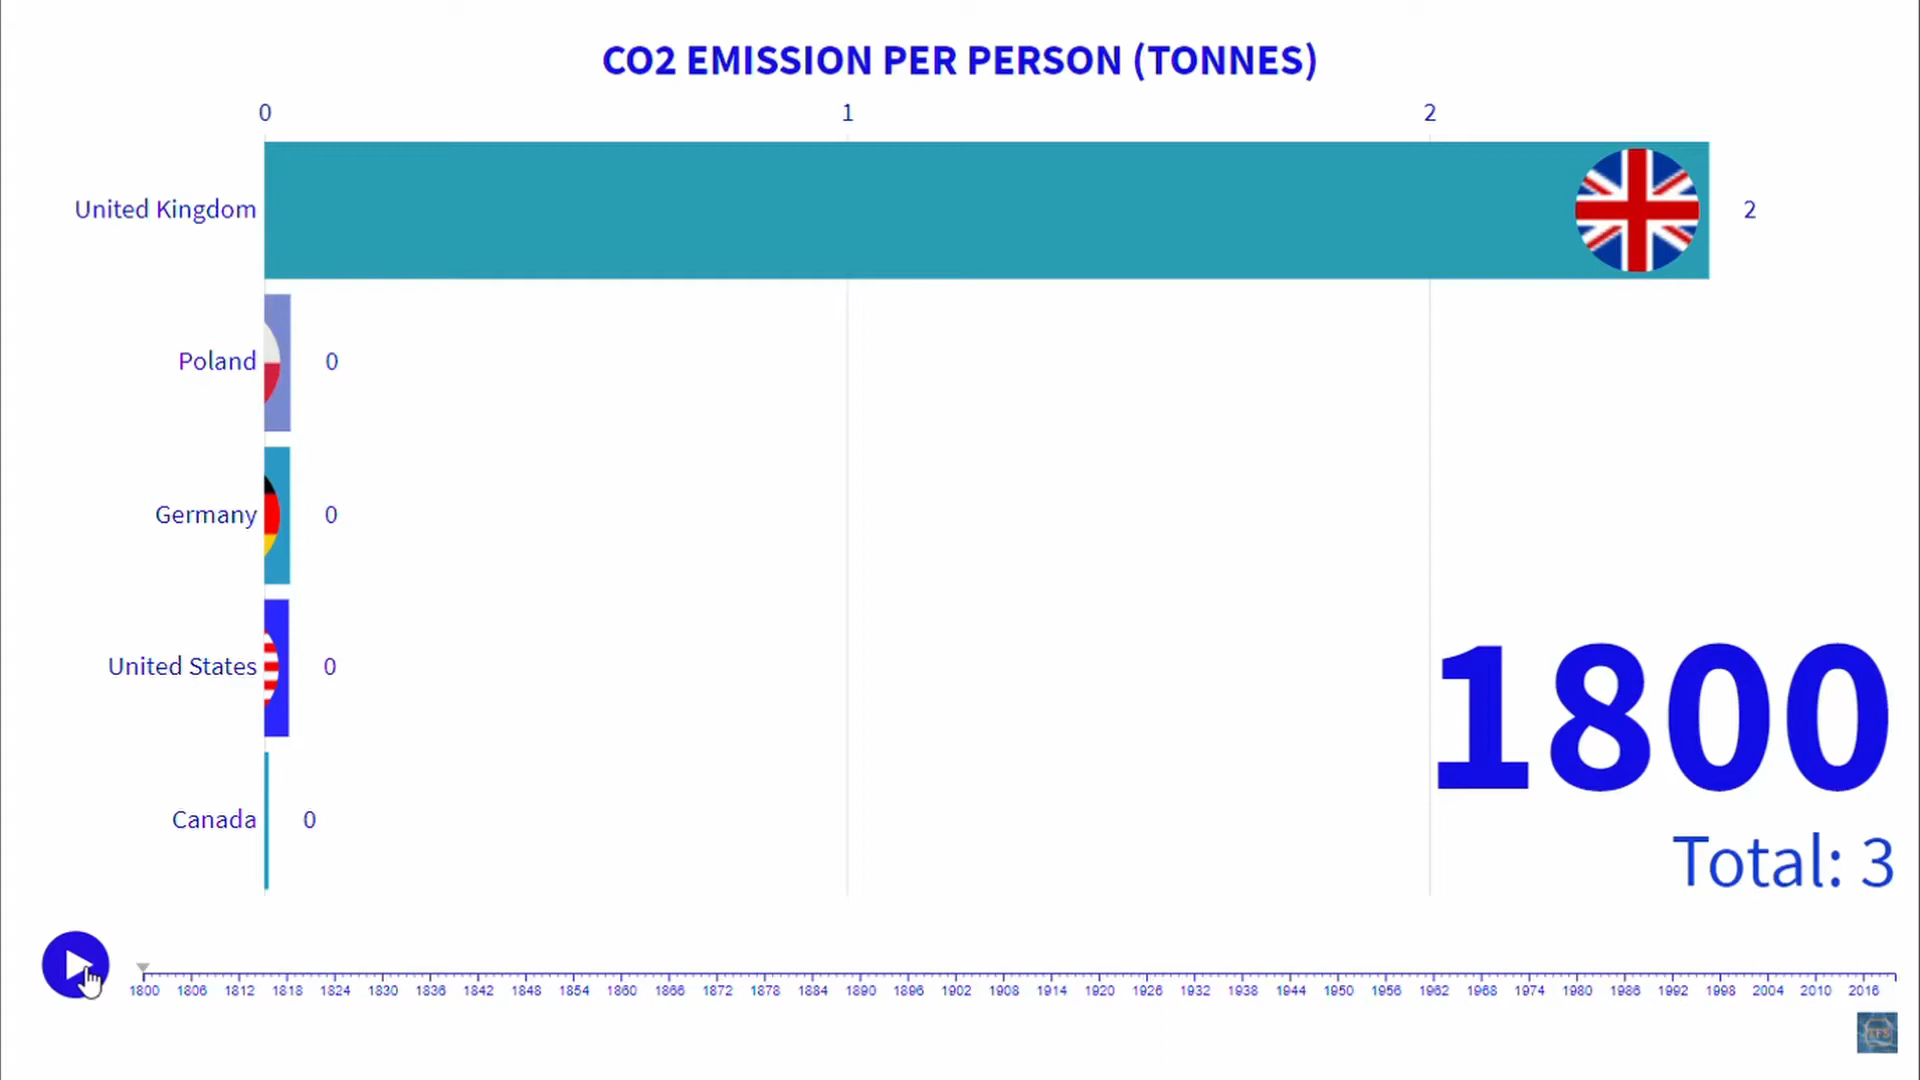 CO2 EMISSION PER PERSON (TONNES)
0 1 2
United Kingdom 2
Poland 0
Germany 0
United States 0
Canada 0
1800
Total: 3
1800 1806 1812 1818 1824 1830 1836 1842 1848 1854 1860 1866 1872 1878 1884 1890 1896 1902 1908 1914 1920 1926 1932 1938 1944 1950 1956 1962 1968 1974 1980 1986 1992 1998 2004 2010 2016
TFS